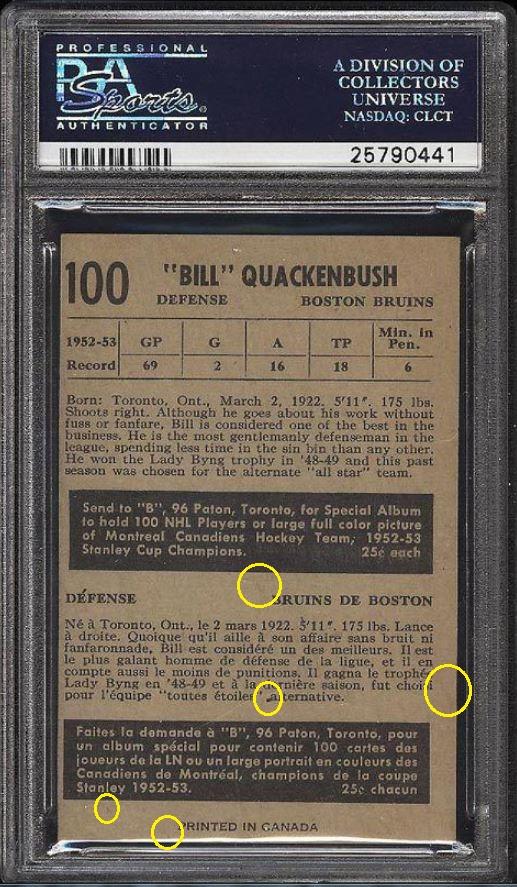 PROFESSIONAL
PSA
Sports
AUTHENTICATOR
A DIVISION OF
COLLECTORS
UNIVERSE
NASDAQ: CLCT
25790441
100 "BILL" QUACKENBUSH
DEFENSE BOSTON BRUINS
1952-53 GP G A TP Min. in Pen.
Record 69 2 16 18 6
Born: Toronto, Ont., March 2, 1922. 5'11". 175 lbs.
Shoots right. Although he goes about his work without
fuss or fanfare, Bill is considered one of the best in the
business. He is the most gentlemanly defenseman in the
league, spending less time in the sin bin than any other.
He won the Lady Byng trophy in '48-49 and this past
season was chosen for the alternate "all star" team.
Send to "B", 96 Paton, Toronto, for Special Album
to hold 100 NHL Players or large full color picture
of Montreal Canadiens Hockey Team, 1952-53
Stanley Cup Champions. 25¢ each
DÉFENSE BRUINS DE BOSTON
Né à Toronto, Ont., le 2 mars 1922. 5'11". 175 lbs. Lance
à droite. Quoique qu'il aille à son affaire sans bruit ni
fanfaronnade, Bill est considéré un des meilleurs. Il est
le plus galant homme de défense de la ligue, et il en
compte aussi le moins de punitions. Il gagna le trophée
Lady Byng en '48-49 et à la dernière saison, fut choisi
pour l'équipe "toutes étoiles" alternative.
Faites la demande à "B", 96 Paton, Toronto, pour
un album spécial pour contenir 100 cartes des
joueurs de la LN ou un large portrait en couleurs des
Canadiens de Montréal, champions de la coupe
Stanley 1952-53. 25¢ chacun
PRINTED IN CANADA